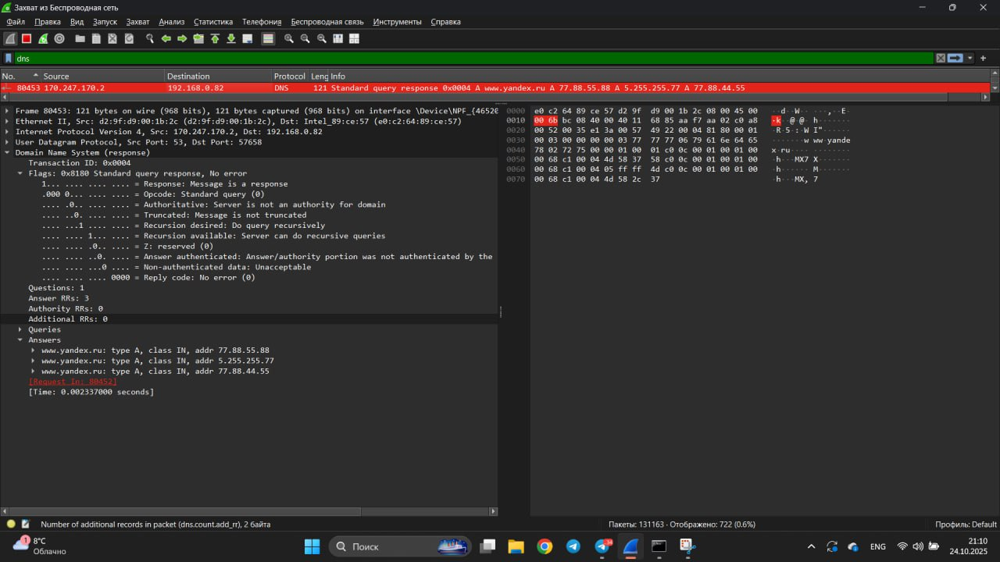 Захват из Беспроводная сеть
Файл Правка Вид Запуск Захват Анализ Статистика Телефония Беспроводная связь Инструменты Справка
dns
No. Source Destination Protocol Leng Info
80453 170.247.170.2 192.168.0.82 DNS 121 Standard query response 0x0004 A www.yandex.ru A 77.88.55.88 A 5.255.255.77 A 77.88.44.55
Frame 80453: 121 bytes on wire (968 bits), 121 bytes captured (968 bits) on interface \Device\NPF_{46520
Ethernet II, Src: d2:9f:d9:00:1b:2c (d2:9f:d9:00:1b:2c), Dst: Intel_89:ce:57 (e0:c2:64:89:ce:57)
Internet Protocol Version 4, Src: 170.247.170.2, Dst: 192.168.0.82
User Datagram Protocol, Src Port: 53, Dst Port: 57658
Domain Name System (response)
Transaction ID: 0x0004
Flags: 0x8180 Standard query response, No error
1... .... .... .... = Response: Message is a response
.000 0... .... .... = Opcode: Standard query (0)
.... .0.. .... .... = Authoritative: Server is not an authority for domain
.... ..0. .... .... = Truncated: Message is not truncated
.... ...1 .... .... = Recursion desired: Do query recursively
.... .... 1... .... = Recursion available: Server can do recursive queries
.... .... .0.. .... = Z: reserved (0)
.... .... ..0. .... = Answer authenticated: Answer/authority portion was not authenticated by the
.... .... ...0 .... = Non-authenticated data: Unacceptable
.... .... .... 0000 = Reply code: No error (0)
Questions: 1
Answer RRs: 3
Authority RRs: 0
Additional RRs: 0
Queries
Answers
www.yandex.ru: type A, class IN, addr 77.88.55.88
www.yandex.ru: type A, class IN, addr 5.255.255.77
www.yandex.ru: type A, class IN, addr 77.88.44.55
[Request In: 80452]
[Time: 0.002337000 seconds]
0000 e0 c2 64 89 ce 57 d2 9f d9 00 1b 2c 08 00 45 00 ··d··W·· ···,··E·
0010 00 6b bc 08 40 00 40 11 68 85 aa f7 aa 02 c0 a8 ·k··@·@· h·······
0020 00 52 00 35 e1 3a 00 57 49 22 00 04 81 80 00 01 ·R·5·:·W I"······
0030 00 03 00 00 00 00 03 77 77 77 06 79 61 6e 64 65 ·······w ww·yande
0040 78 02 72 75 00 00 01 00 01 c0 0c 00 01 00 01 00 x·ru···· ········
0050 00 68 c1 00 04 4d 58 37 58 c0 0c 00 01 00 01 00 ·h···MX7 X·······
0060 00 68 c1 00 04 05 ff ff 4d c0 0c 00 01 00 01 00 ·h······ M·······
0070 00 68 c1 00 04 4d 58 2c 37 ·h···MX, 7
Number of additional records in packet (dns.count.add_rr), 2 байта
Пакеты: 131163 · Отображено: 722 (0.6%)
Профиль: Default
1
8°C
Облачно
Поиск
34
ENG
21:10
24.10.2025